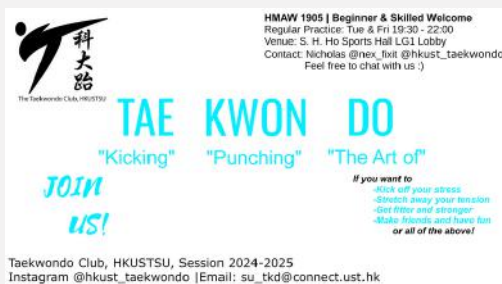 科大跆
The Taekwondo Club, HKUSTSU
HMAW 1905 | Beginner & Skilled Welcome
Regular Practice: Tue & Fri 19:30 - 22:00
Venue: S. H. Ho Sports Hall LG1 Lobby
Contact: Nicholas @nex_fixit @hkust_taekwondo
Feel free to chat with us :)
TAE KWON DO
"Kicking" "Punching" "The Art of"
JOIN
US!
If you want to
-Kick off your stress
-Stretch away your tension
-Get fitter and stronger
-Make friends and have fun
or all of the above!
Taekwondo Club, HKUSTSU, Session 2024-2025
Instagram @hkust_taekwondo |Email: su_tkd@connect.ust.hk